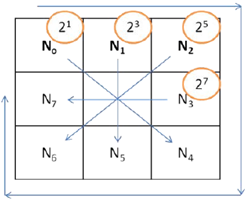 2¹ 2³ 2⁵
N₀ N₁ N₂
2⁷
N₇ N₃
N₆ N₅ N₄